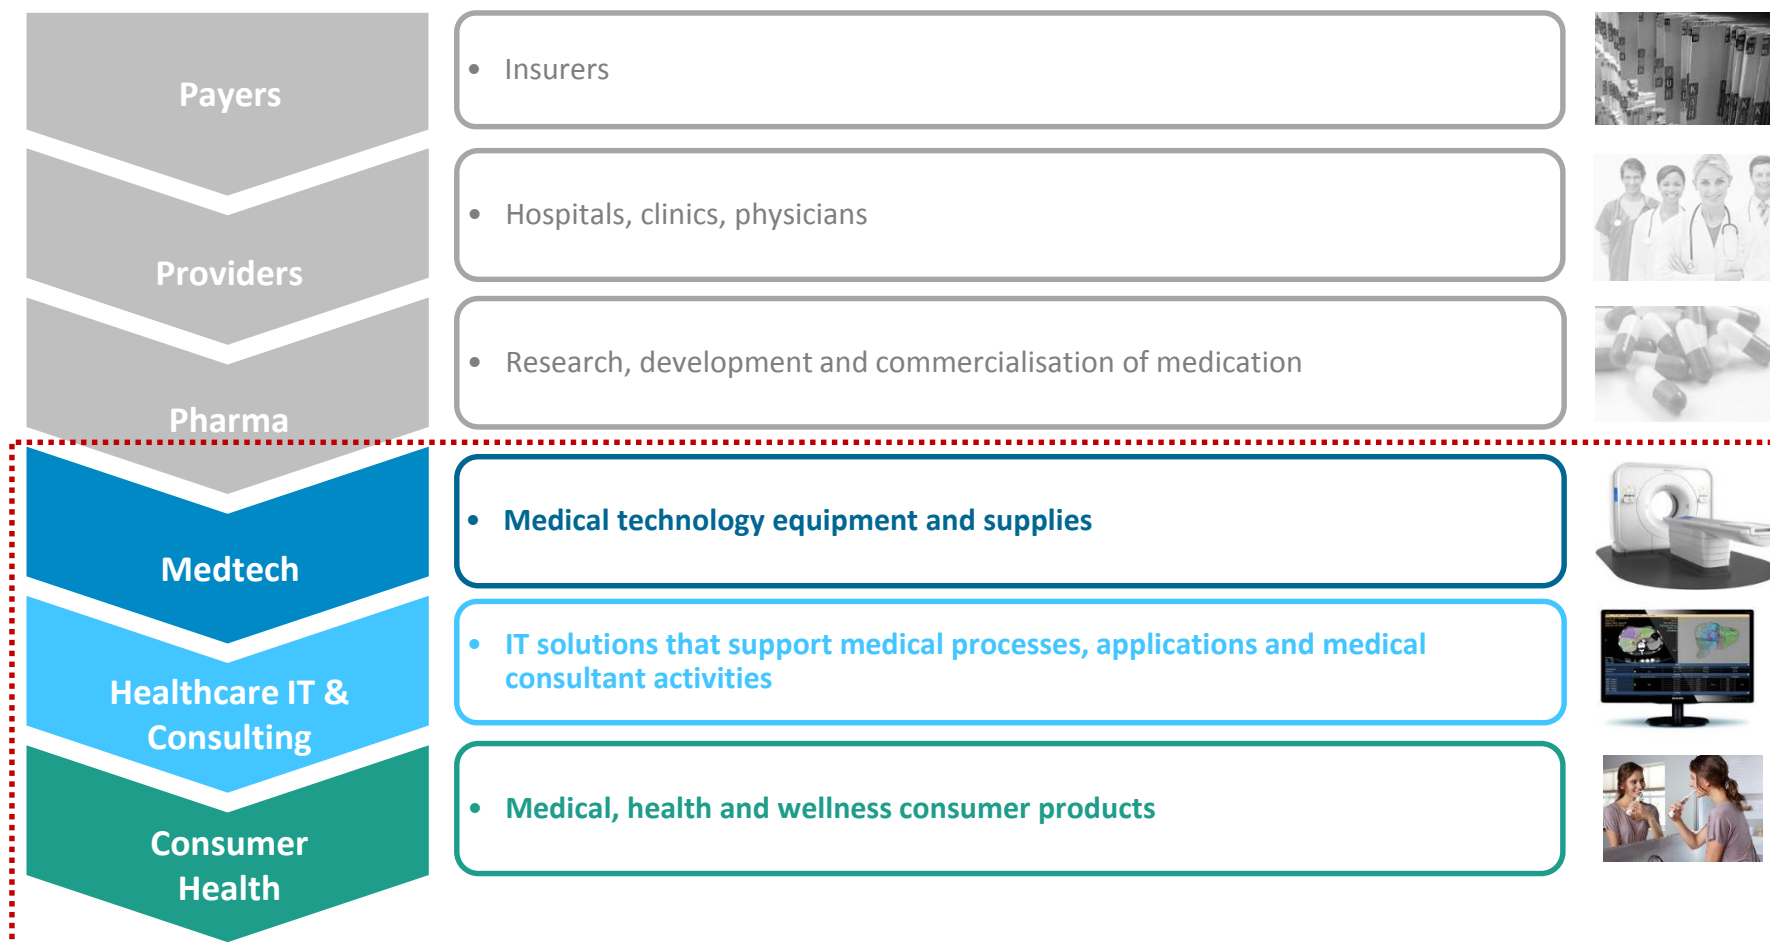 Payers
• Insurers
Providers
• Hospitals, clinics, physicians
Pharma
• Research, development and commercialisation of medication
Medtech
• Medical technology equipment and supplies
Healthcare IT &
Consulting
• IT solutions that support medical processes, applications and medical
consultant activities
Consumer
Health
• Medical, health and wellness consumer products